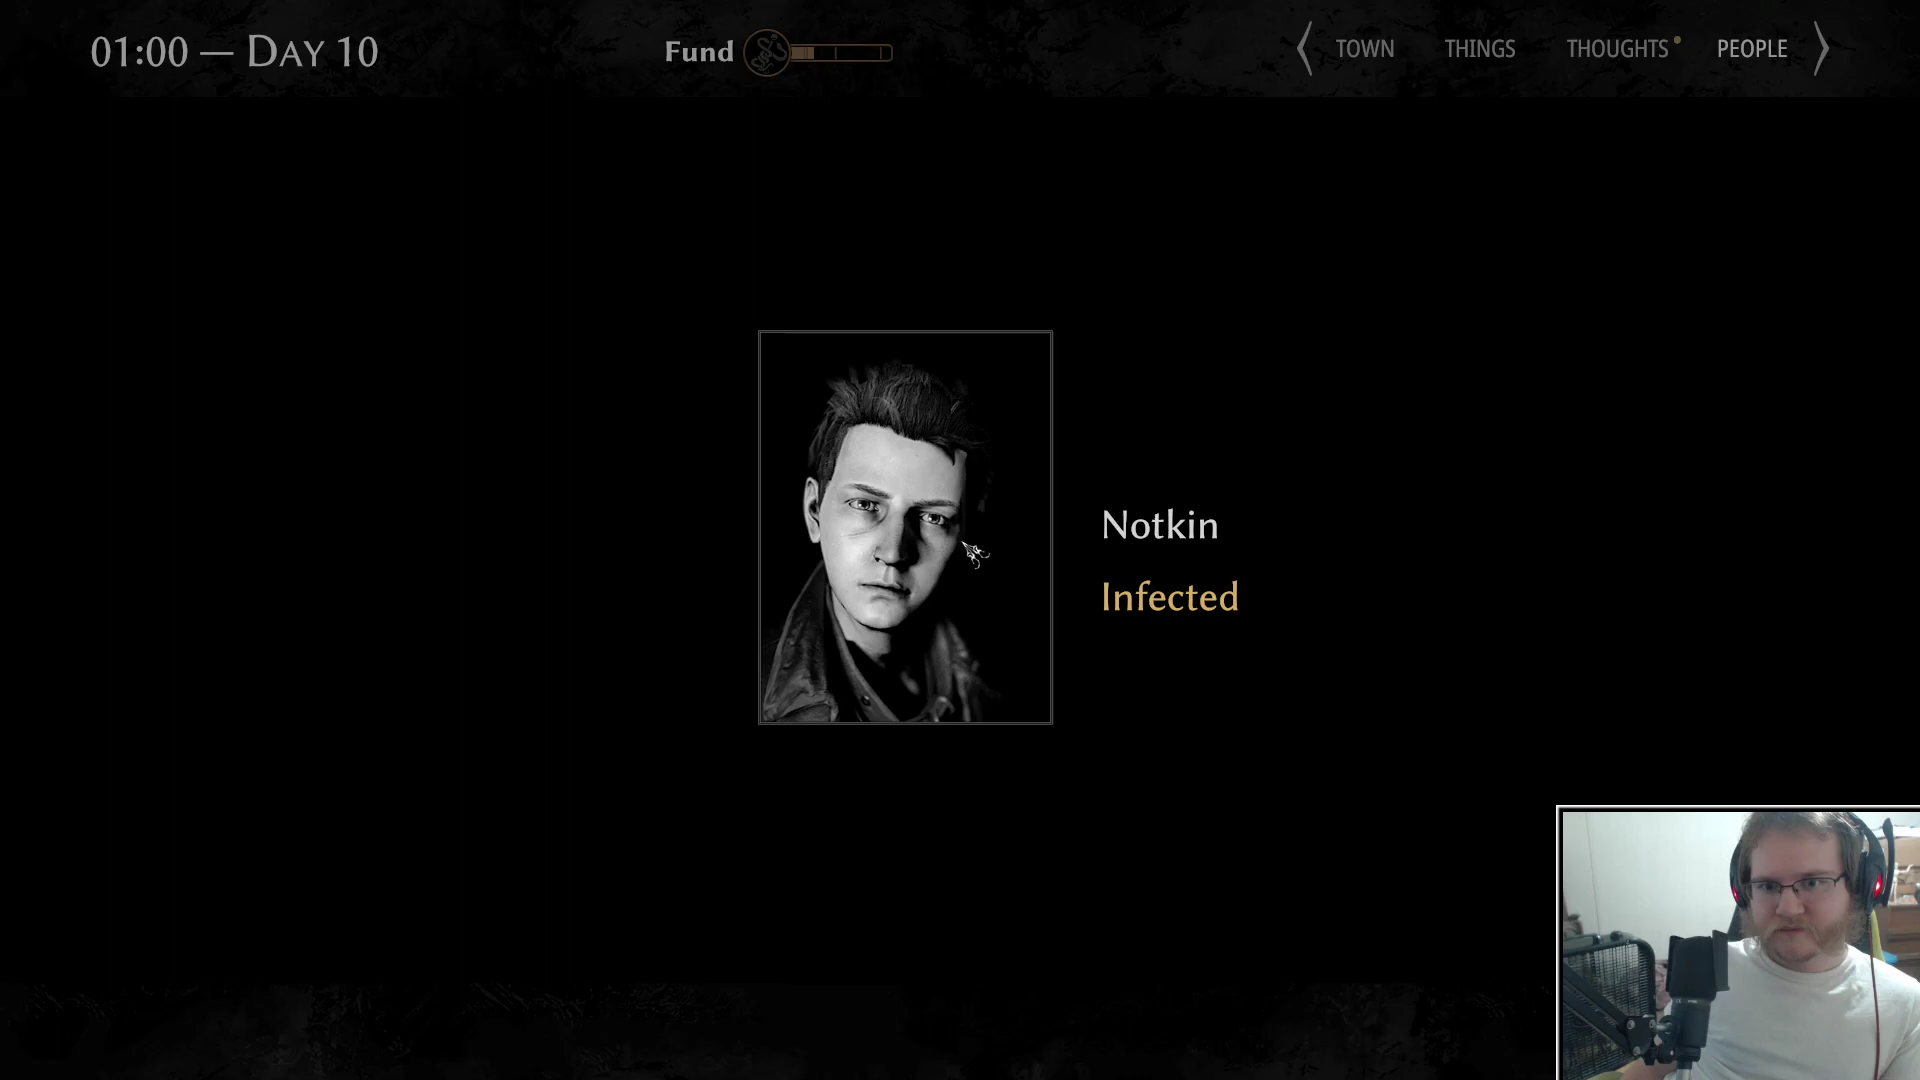 01:00 — DAY 10
Fund
TOWN
THINGS
THOUGHTS
PEOPLE
Notkin
Infected